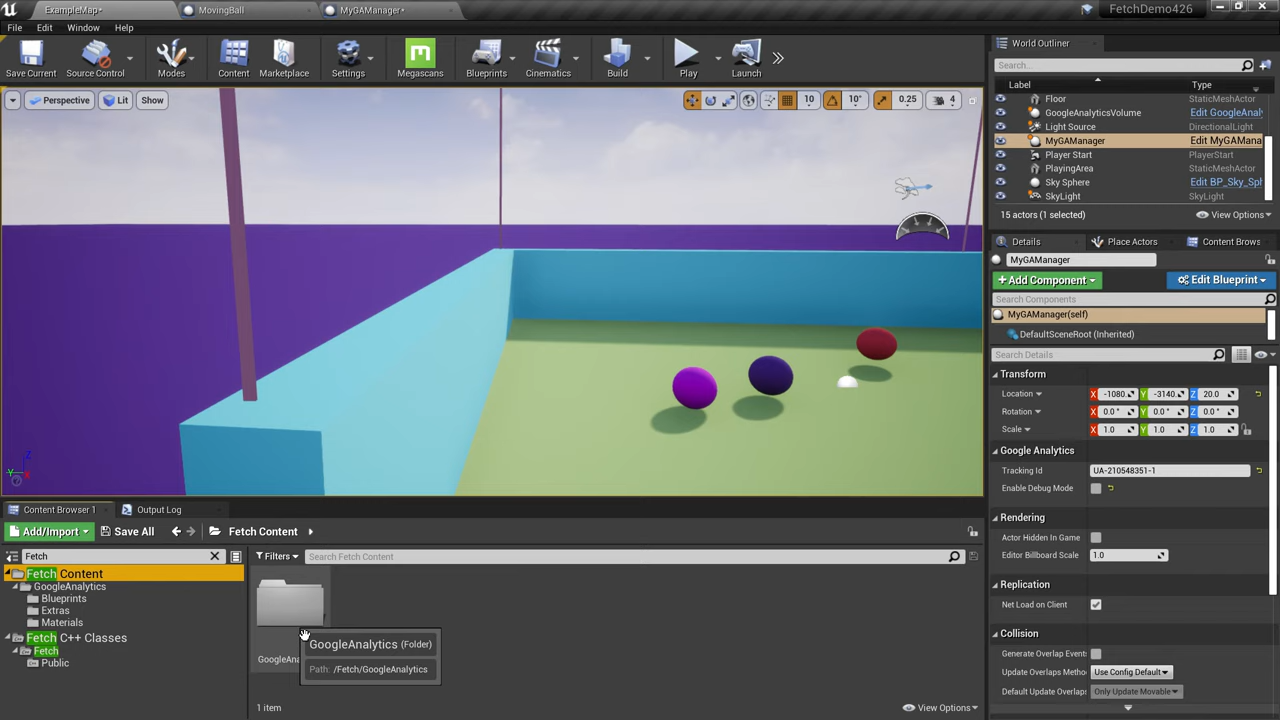 ExampleMap*
MovingBall
MyGAManager*
FetchDemo426
File
Edit
Window
Help
Save Current
Source Control
Modes
Content
Marketplace
Settings
Megascans
Blueprints
Cinematics
Build
Play
Launch
Perspective
Lit
Show
10
10°
0.25
4
World Outliner
Search...
Label
Type
Floor
StaticMeshActor
GoogleAnalyticsVolume
Edit GoogleAnal
Light Source
DirectionalLight
MyGAManager
Edit MyGAMana
Player Start
PlayerStart
PlayingArea
StaticMeshActor
Sky Sphere
Edit BP_Sky_Sph
SkyLight
SkyLight
15 actors (1 selected)
View Options
Details
Place Actors
Content Brows
MyGAManager
+ Add Component
Edit Blueprint
Search Components
MyGAManager(self)
DefaultSceneRoot (Inherited)
Search Details
Transform
Location
X -1080.
Y -3140.
Z 20.0
Rotation
X 0.0 °
Y 0.0 °
Z 0.0 °
Scale
X 1.0
Y 1.0
Z 1.0
Google Analytics
Tracking Id
UA-210548351-1
Enable Debug Mode
Rendering
Actor Hidden In Game
Editor Billboard Scale
1.0
Replication
Net Load on Client
Collision
Generate Overlap Events
Update Overlaps Metho
Use Config Default
Default Update Overlaps
Only Update Movable
Z
Y
X
Content Browser 1
Output Log
Add/Import
Save All
Fetch Content
Fetch
Filters
Search Fetch Content
Fetch Content
GoogleAnalytics
Blueprints
Extras
Materials
Fetch C++ Classes
Fetch
Public
GoogleAna
GoogleAnalytics (Folder)
Path: /Fetch/GoogleAnalytics
1 item
View Options